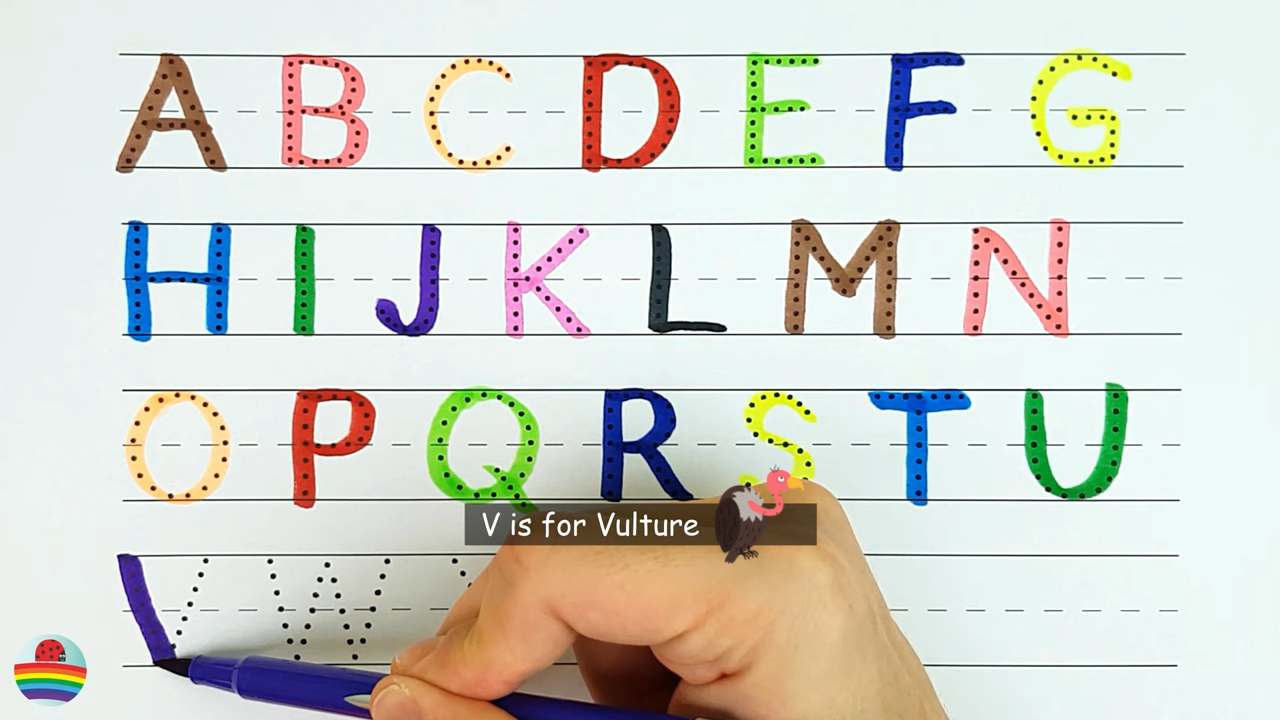 A B C D E F G
H I J K L M N
O P Q R S T U
V is for Vulture
V W